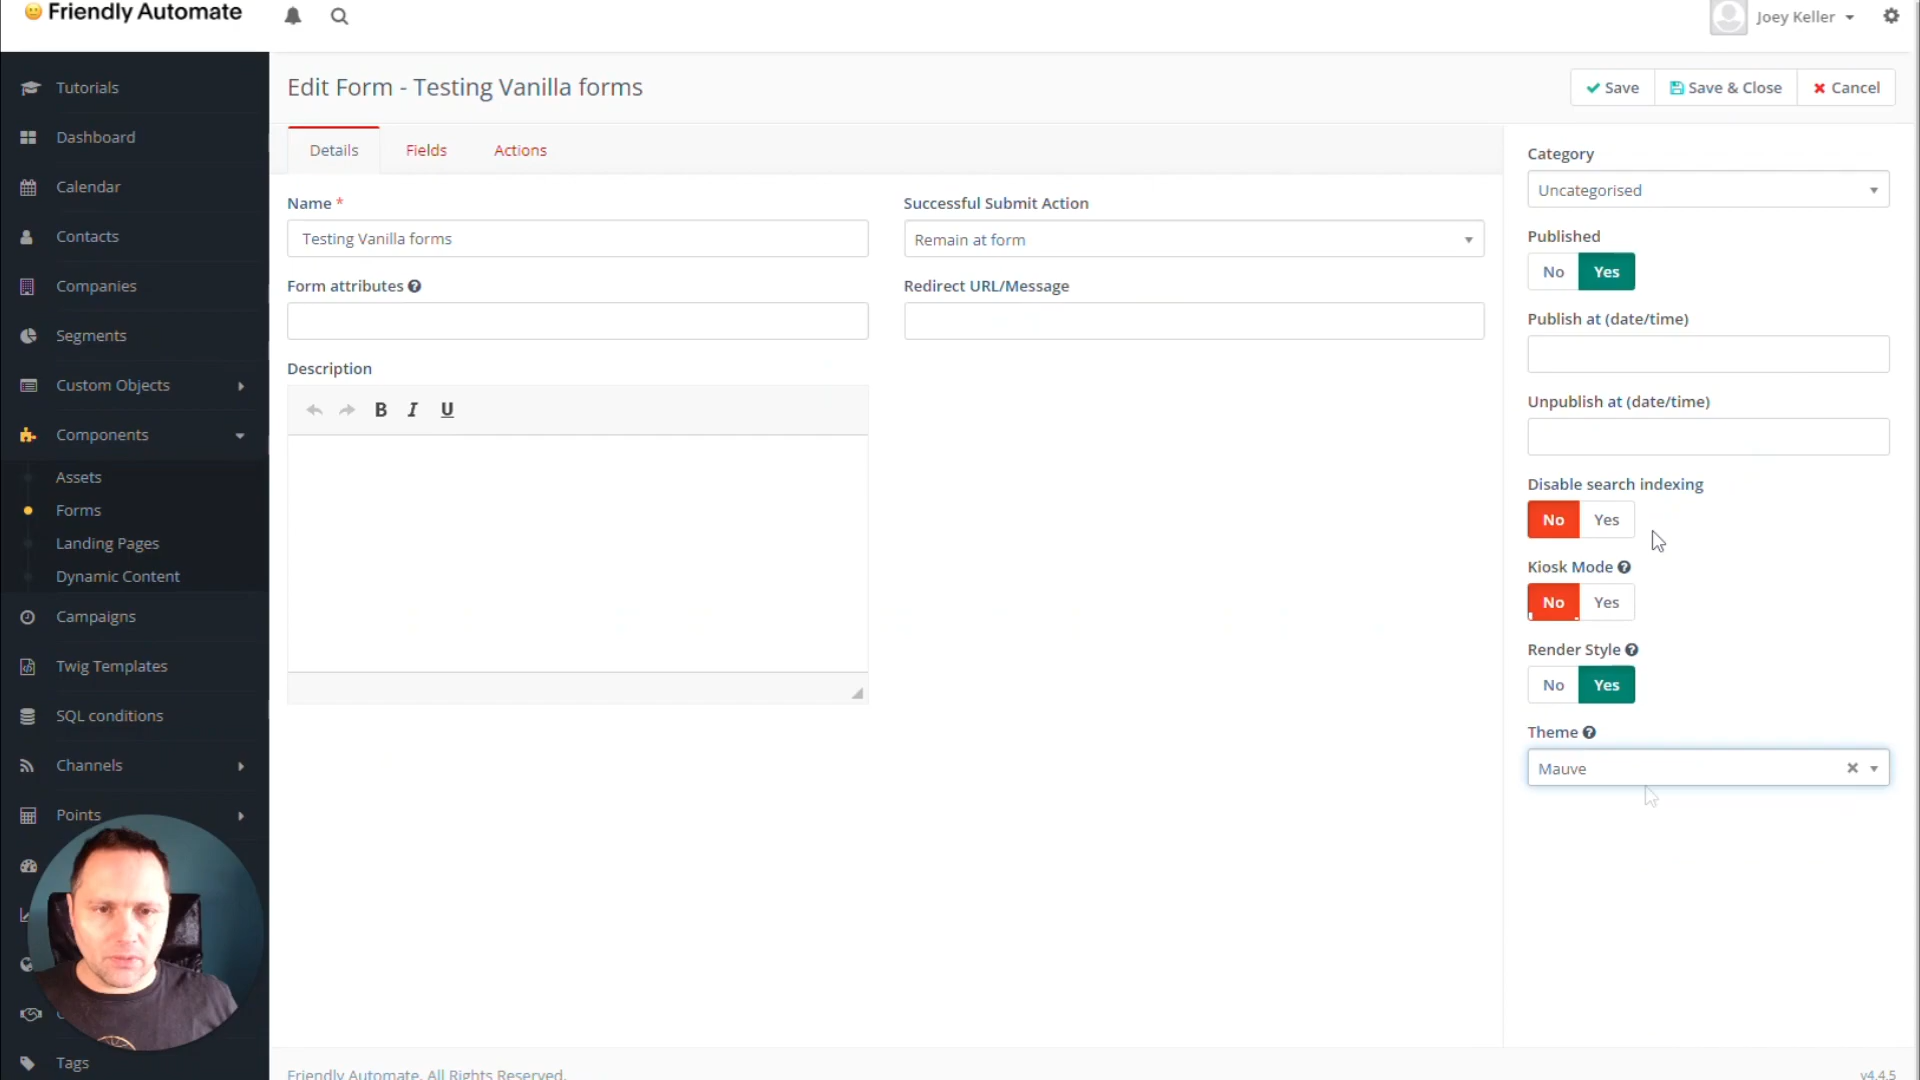 Friendly Automate
Joey Keller
Tutorials
Dashboard
Calendar
Contacts
Companies
Segments
Custom Objects
Components
Assets
Forms
Landing Pages
Dynamic Content
Campaigns
Twig Templates
SQL conditions
Channels
Points
Tags
Edit Form - Testing Vanilla forms
Save
Save & Close
Cancel
Details
Fields
Actions
Name *
Testing Vanilla forms
Successful Submit Action
Remain at form
Form attributes
Redirect URL/Message
Description
B I U
Category
Uncategorised
Published
No Yes
Publish at (date/time)
Unpublish at (date/time)
Disable search indexing
No Yes
Kiosk Mode
No Yes
Render Style
No Yes
Theme
Mauve
Friendly Automate. All Rights Reserved.
v4.4.5